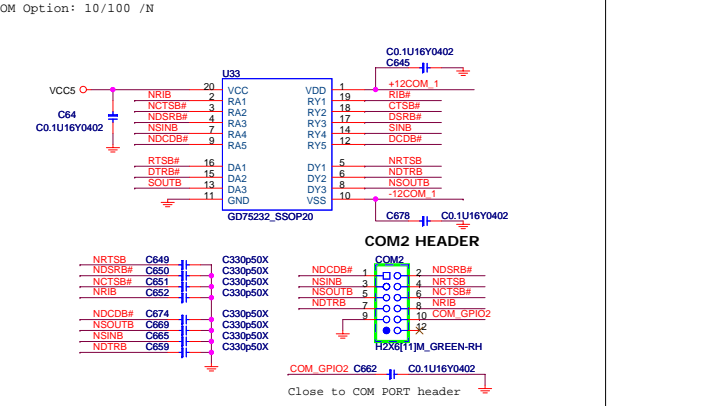 OM Option: 10/100 /N
C0.1U16Y0402
C645
U33
VCC5
20 VCC VDD 1 +12COM_1
NRIB 2 RA1 RY1 19 RIB#
NCTSB# 3 RA2 RY2 18 CTSB#
NDSRB# 4 RA3 RY3 17 DSRB#
NSINB 7 RA4 RY4 14 SINB
NDCDB# 9 RA5 RY5 12 DCDB#
C64
C0.1U16Y0402
RTSB# 16 DA1 DY1 5 NRTSB
DTRB# 15 DA2 DY2 6 NDTRB
SOUTB 13 DA3 DY3 8 NSOUTB
11 GND VSS 10 -12COM_1
GD75232_SSOP20
C678 C0.1U16Y0402
COM2 HEADER
NRTSB C649 C330p50X
NDSRB# C650 C330p50X
NCTSB# C651 C330p50X
NRIB C652 C330p50X
NDCDB# C674 C330p50X
NSOUTB C669 C330p50X
NSINB C665 C330p50X
NDTRB C659 C330p50X
COM2
NDCDB# 1 2 NDSRB#
NSINB 3 4 NRTSB
NSOUTB 5 6 NCTSB#
NDTRB 7 8 NRIB
9 10 COM_GPIO2
12
H2X6[11]M_GREEN-RH
COM_GPIO2 C662 C0.1U16Y0402
Close to COM PORT header